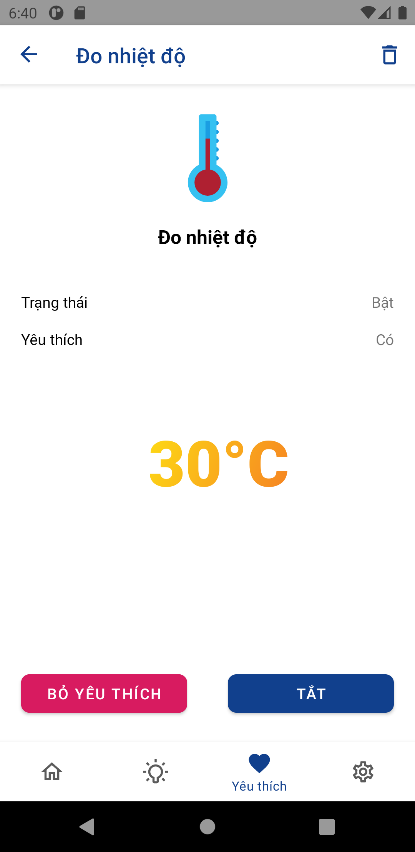 6:40
Đo nhiệt độ
Đo nhiệt độ
Trạng thái Bật
Yêu thích Có
30°C
BỎ YÊU THÍCH TẮT
Yêu thích